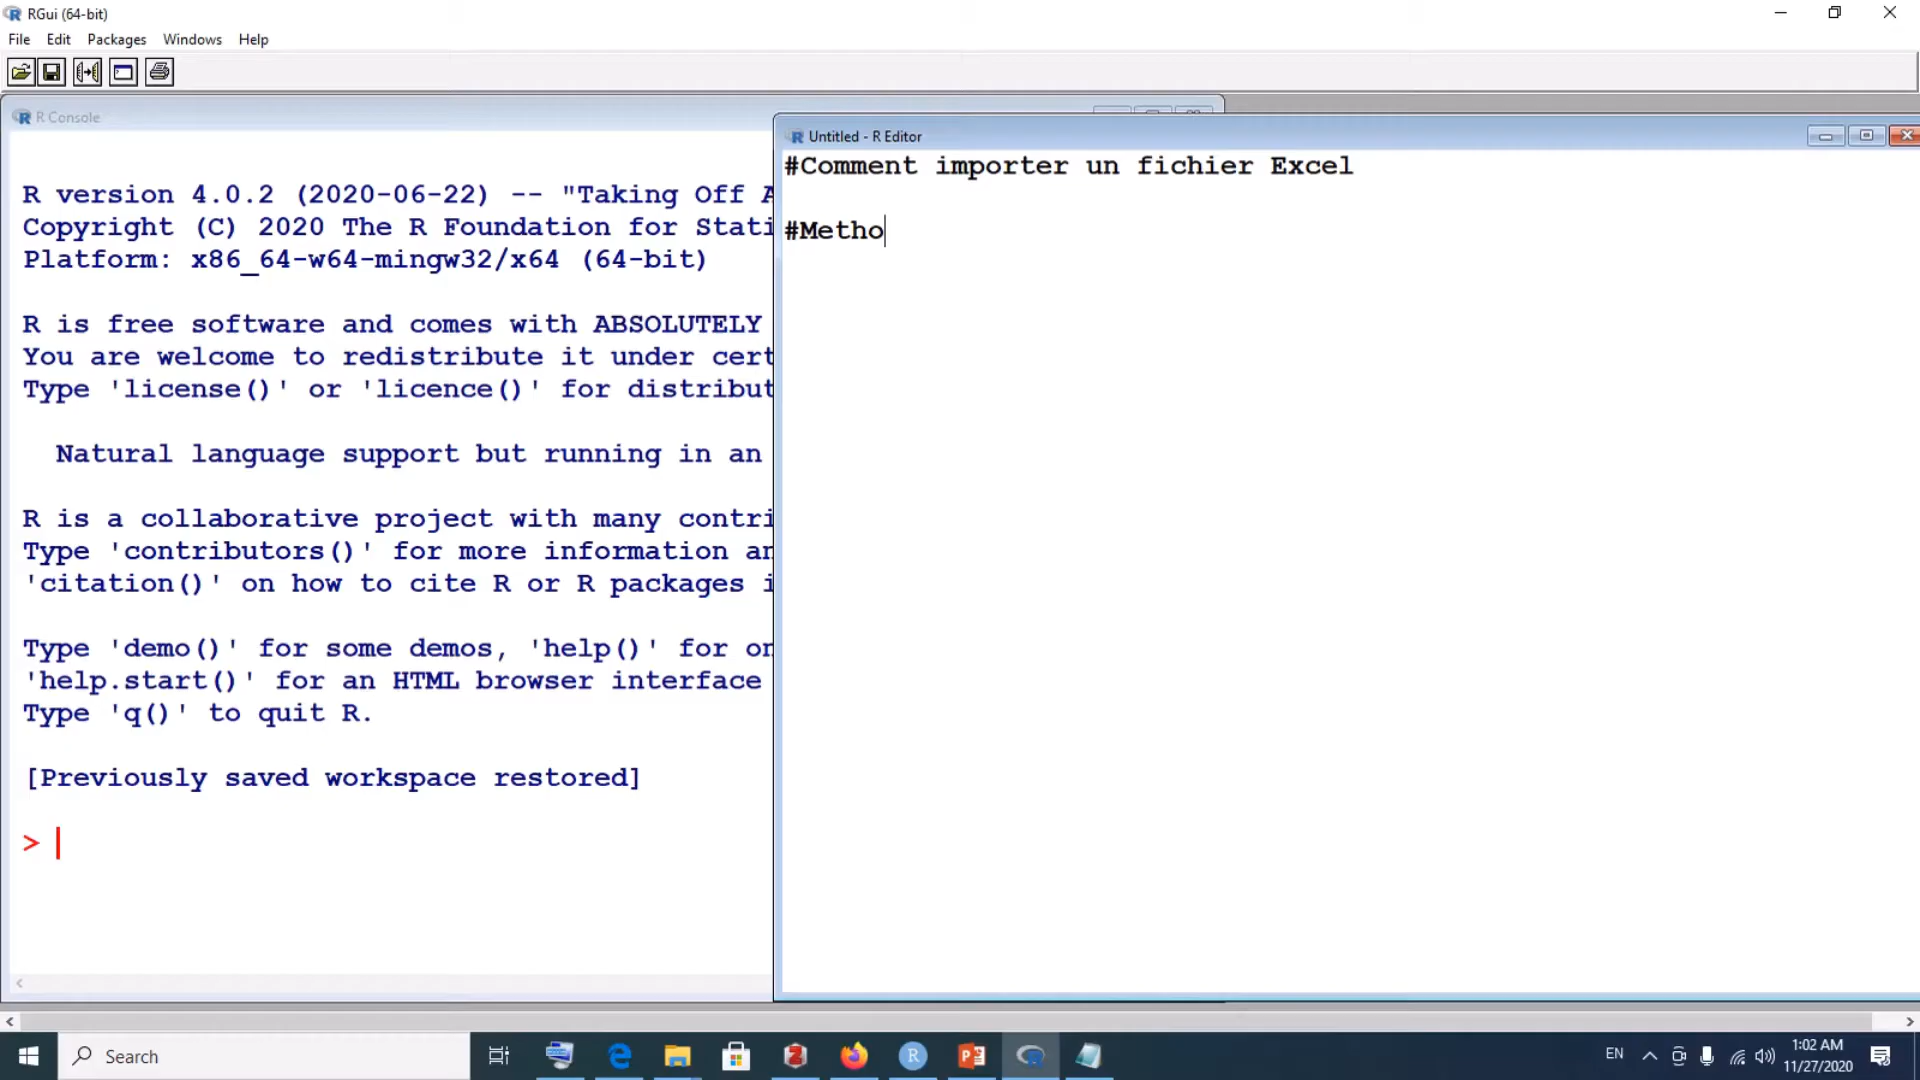 RGui (64-bit)
File Edit Packages Windows Help
R Console
R version 4.0.2 (2020-06-22) -- "Taking Off A
Copyright (C) 2020 The R Foundation for Stati
Platform: x86_64-w64-mingw32/x64 (64-bit)
R is free software and comes with ABSOLUTELY
You are welcome to redistribute it under cert
Type 'license()' or 'licence()' for distribut
Natural language support but running in an
R is a collaborative project with many contri
Type 'contributors()' for more information an
'citation()' on how to cite R or R packages i
Type 'demo()' for some demos, 'help()' for on
'help.start()' for an HTML browser interface
Type 'q()' to quit R.
[Previously saved workspace restored]
>
Untitled - R Editor
#Comment importer un fichier Excel
#Metho
Search
EN
1:02 AM
11/27/2020